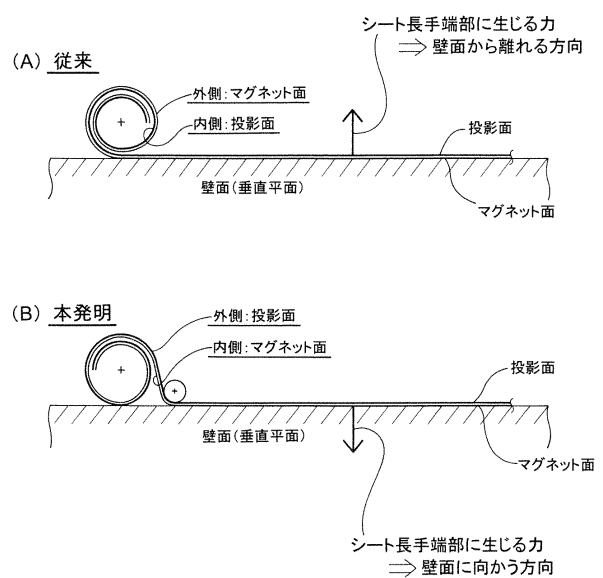 シート長手端部に生じる力
⇒ 壁面から離れる方向
(A) 従来
外側：マグネット面
内側：投影面
投影面
壁面(垂直平面)
マグネット面
(B) 本発明
外側：投影面
内側：マグネット面
投影面
壁面(垂直平面)
マグネット面
シート長手端部に生じる力
⇒ 壁面に向かう方向